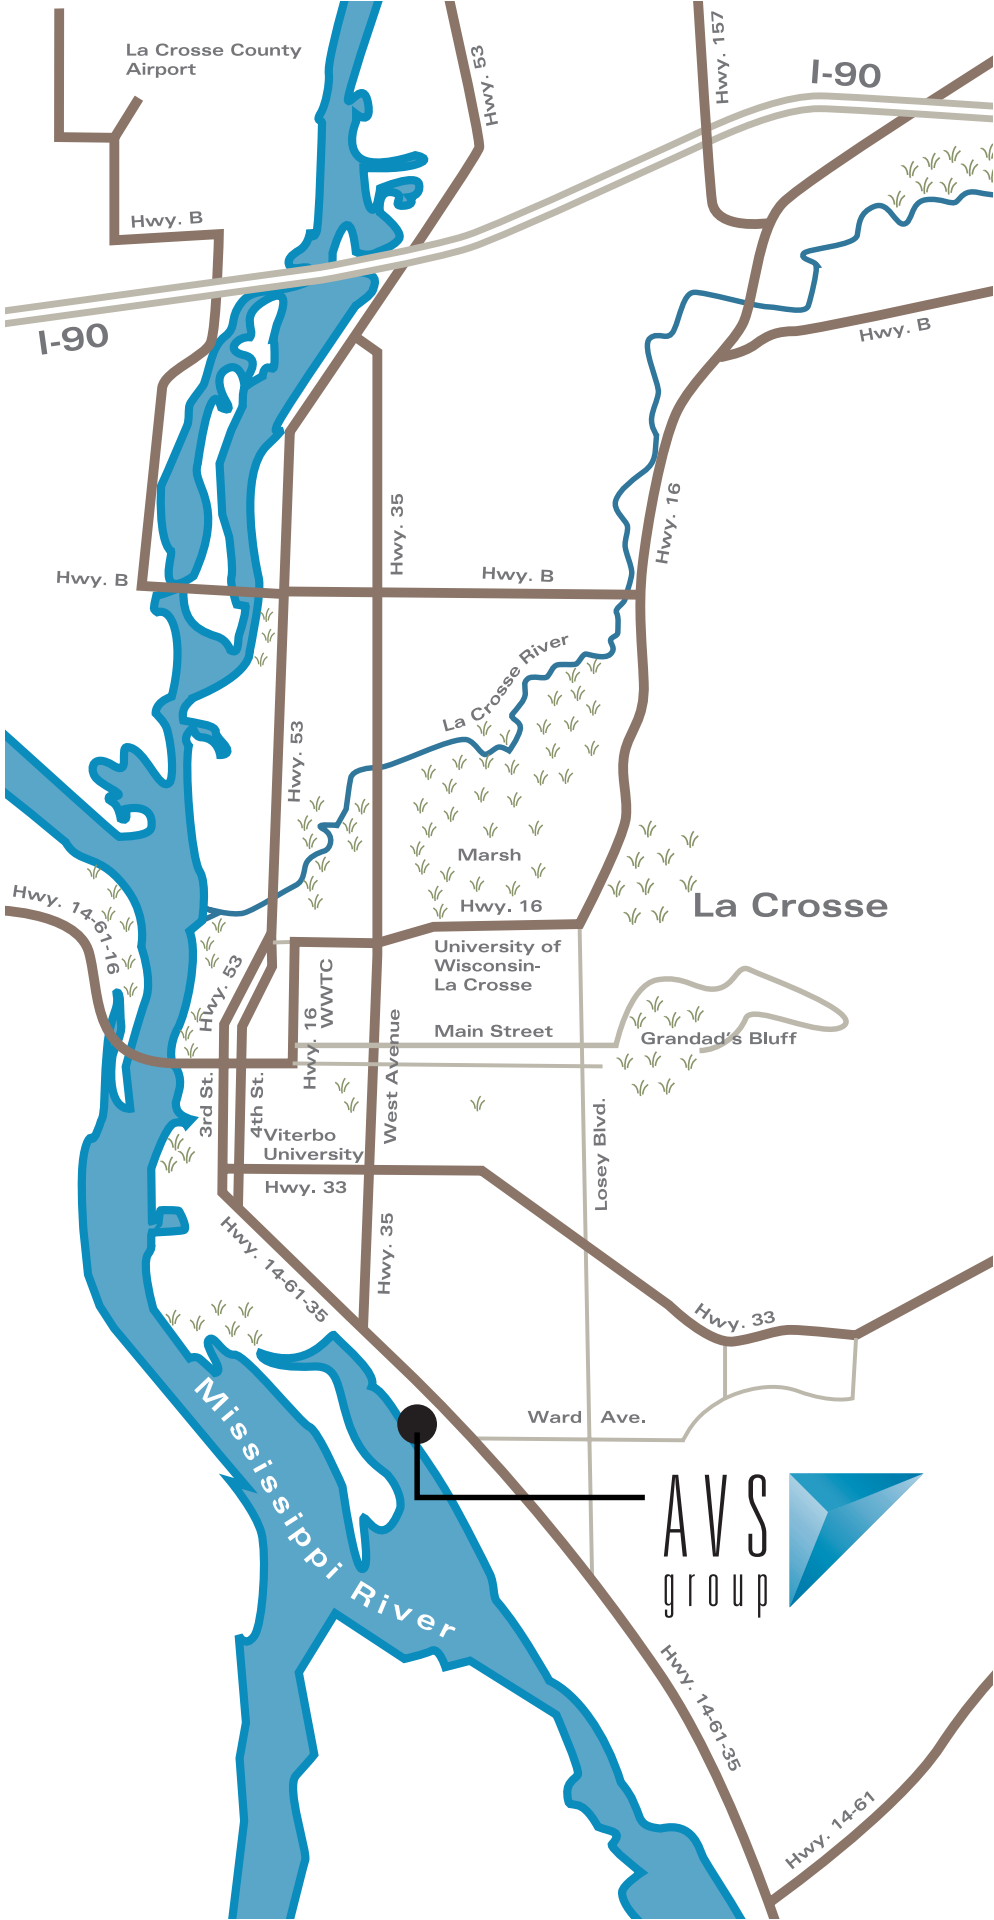 La Crosse County
Airport
Hwy. 53
Hwy. 157
I-90
Hwy. B
I-90
Hwy. B
Hwy. 35
Hwy. 16
Hwy. B
Hwy. B
La Crosse River
Hwy. 53
Marsh
Hwy. 14-61-16
Hwy. 16
La Crosse
University of
Wisconsin-
La Crosse
Hwy. 53
WWTC
Hwy. 16
Main Street
Grandad's Bluff
West Avenue
3rd St.
4th St.
Viterbo
University
Losey Blvd.
Hwy. 33
Hwy. 14-61-35
Hwy. 35
Hwy. 33
Ward Ave.
Mississippi River
AVS
group
Hwy. 14-61-35
Hwy. 14-61